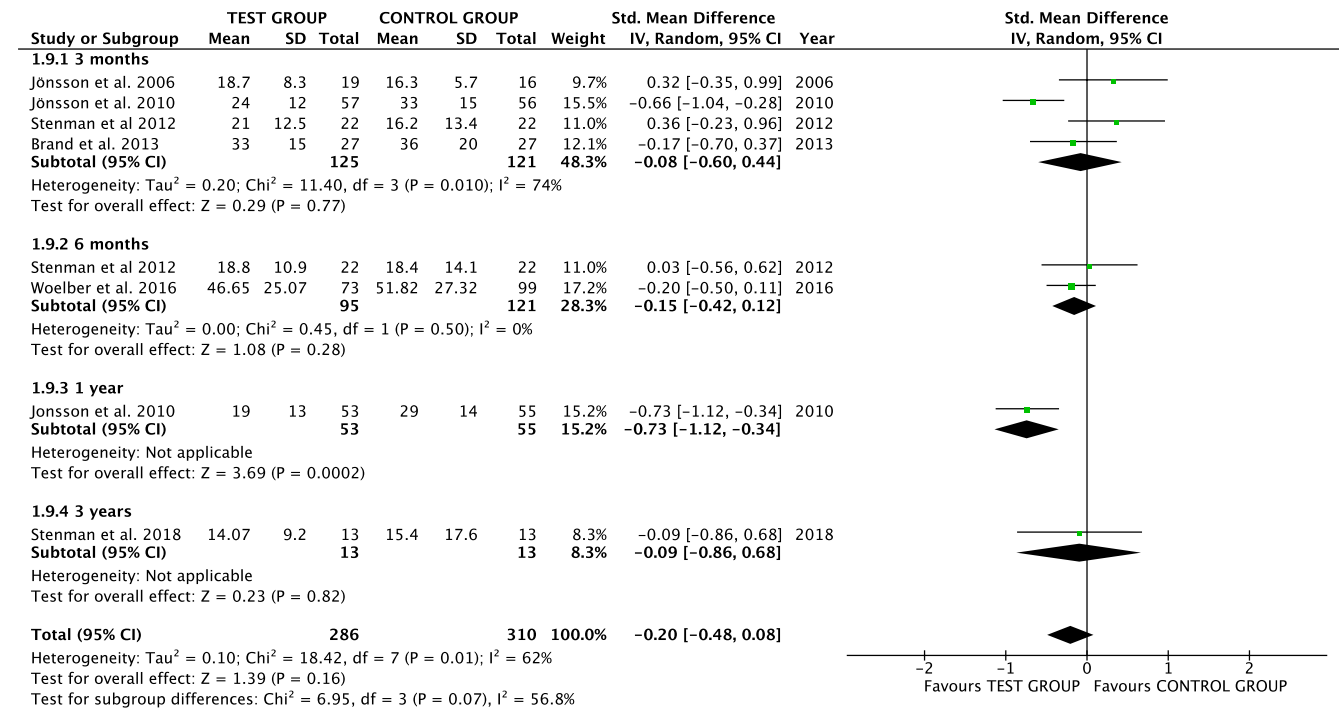 TEST GROUP CONTROL GROUP Std. Mean Difference Std. Mean Difference
Study or Subgroup Mean SD Total Mean SD Total Weight IV, Random, 95% CI Year IV, Random, 95% CI
1.9.1 3 months
Jönsson et al. 2006 18.7 8.3 19 16.3 5.7 16 9.7% 0.32 [−0.35, 0.99] 2006
Jönsson et al. 2010 24 12 57 33 15 56 15.5% −0.66 [−1.04, −0.28] 2010
Stenman et al 2012 21 12.5 22 16.2 13.4 22 11.0% 0.36 [−0.23, 0.96] 2012
Brand et al. 2013 33 15 27 36 20 27 12.1% −0.17 [−0.70, 0.37] 2013
Subtotal (95% CI) 125 121 48.3% −0.08 [−0.60, 0.44]
Heterogeneity: Tau² = 0.20; Chi² = 11.40, df = 3 (P = 0.010); I² = 74%
Test for overall effect: Z = 0.29 (P = 0.77)
1.9.2 6 months
Stenman et al 2012 18.8 10.9 22 18.4 14.1 22 11.0% 0.03 [−0.56, 0.62] 2012
Woelber et al. 2016 46.65 25.07 73 51.82 27.32 99 17.2% −0.20 [−0.50, 0.11] 2016
Subtotal (95% CI) 95 121 28.3% −0.15 [−0.42, 0.12]
Heterogeneity: Tau² = 0.00; Chi² = 0.45, df = 1 (P = 0.50); I² = 0%
Test for overall effect: Z = 1.08 (P = 0.28)
1.9.3 1 year
Jonsson et al. 2010 19 13 53 29 14 55 15.2% −0.73 [−1.12, −0.34] 2010
Subtotal (95% CI) 53 55 15.2% −0.73 [−1.12, −0.34]
Heterogeneity: Not applicable
Test for overall effect: Z = 3.69 (P = 0.0002)
1.9.4 3 years
Stenman et al. 2018 14.07 9.2 13 15.4 17.6 13 8.3% −0.09 [−0.86, 0.68] 2018
Subtotal (95% CI) 13 13 8.3% −0.09 [−0.86, 0.68]
Heterogeneity: Not applicable
Test for overall effect: Z = 0.23 (P = 0.82)
Total (95% CI) 286 310 100.0% −0.20 [−0.48, 0.08]
Heterogeneity: Tau² = 0.10; Chi² = 18.42, df = 7 (P = 0.01); I² = 62%
Test for overall effect: Z = 1.39 (P = 0.16)
Test for subgroup differences: Chi² = 6.95, df = 3 (P = 0.07), I² = 56.8%
−2 −1 0 1 2
Favours TEST GROUP Favours CONTROL GROUP